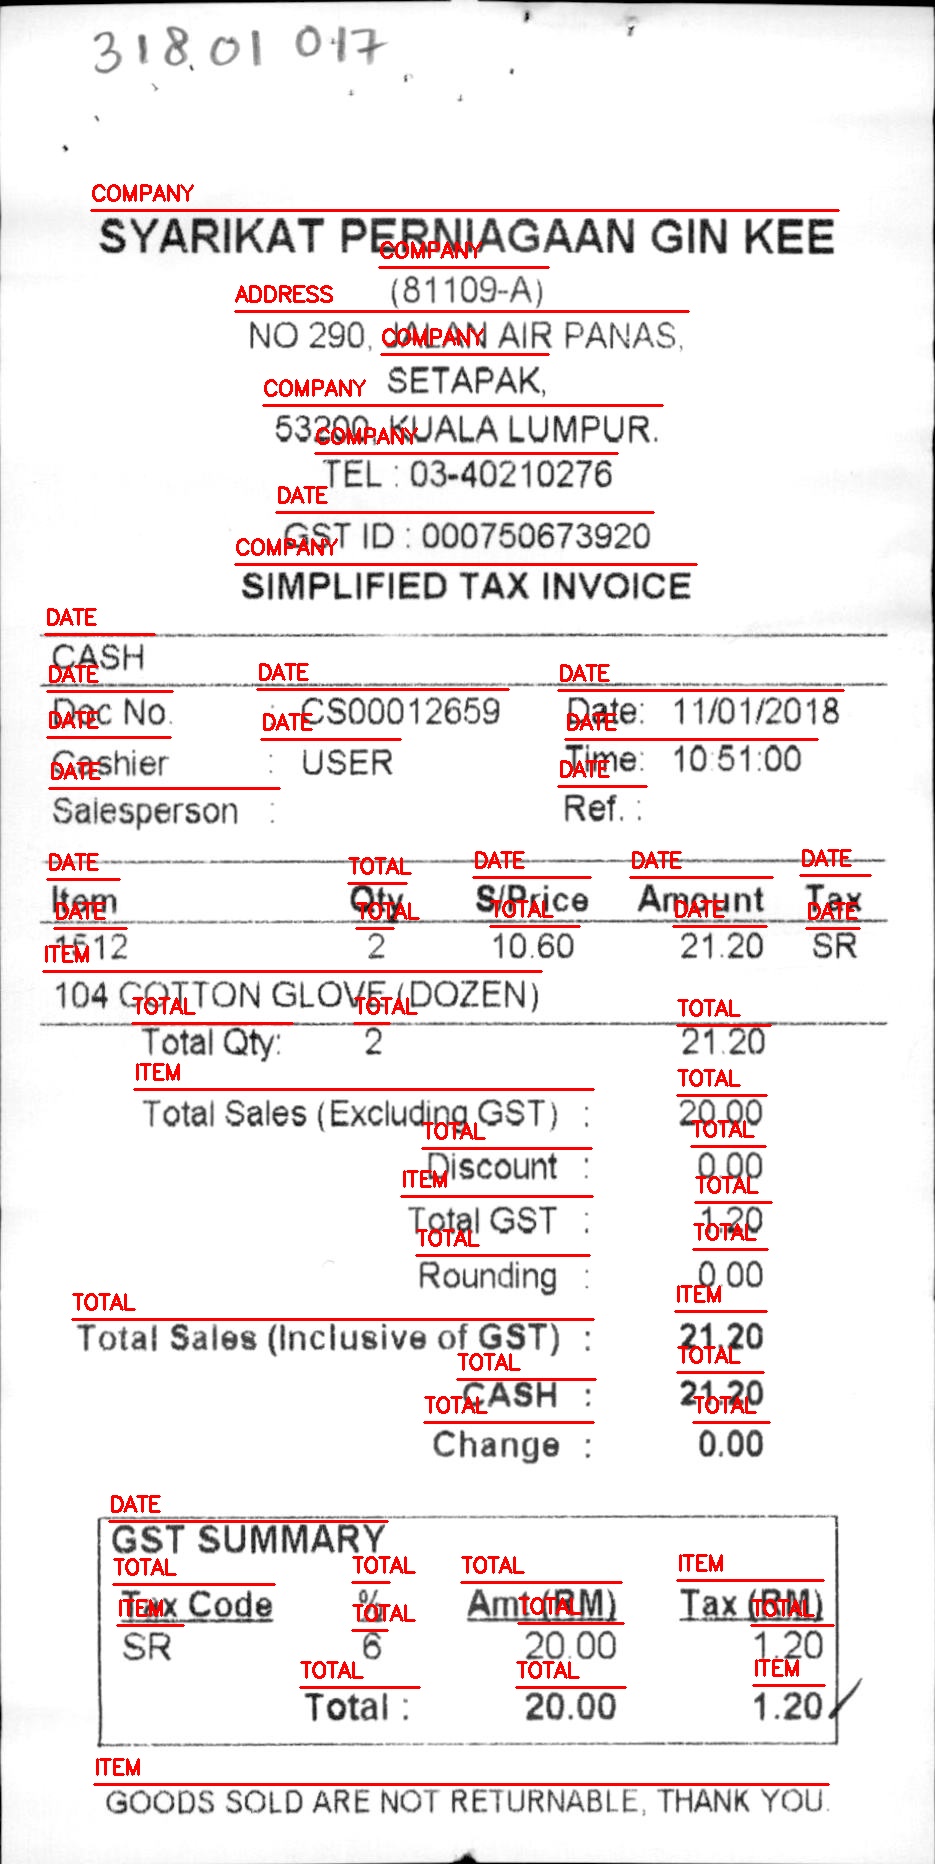 318.01 017
COMPANY
SYARIKAT PERNIAGAAN GIN KEE
COMPANY
(81109-A)
ADDRESS
NO 290, JALAN AIR PANAS,
COMPANY
SETAPAK,
COMPANY
53200, KUALA LUMPUR.
COMPANY
TEL : 03-40210276
DATE
GST ID : 000750673920
COMPANY
SIMPLIFIED TAX INVOICE
DATE
CASH
DATE DATE DATE
Doc No. : CS00012659 Date: 11/01/2018
DATE DATE DATE
Cashier : USER Time: 10:51:00
DATE DATE
Salesperson : Ref. :
DATE TOTAL DATE DATE DATE
Item Qty S/Price Amount Tax
DATE TOTAL TOTAL DATE DATE
1512 2 10.60 21.20 SR
ITEM
104 COTTON GLOVE (DOZEN)
TOTAL TOTAL TOTAL
Total Qty: 2 21.20
ITEM TOTAL
Total Sales (Excluding GST) : 20.00
TOTAL TOTAL
Discount : 0.00
ITEM TOTAL
Total GST : 1.20
TOTAL TOTAL
Rounding : 0.00
TOTAL ITEM
Total Sales (Inclusive of GST) : 21.20
TOTAL TOTAL
CASH : 21.20
TOTAL TOTAL
Change : 0.00
DATE
GST SUMMARY
TOTAL TOTAL TOTAL ITEM
Tax Code % Amt (RM) Tax (RM)
ITEM TOTAL TOTAL TOTAL
SR 6 20.00 1.20
TOTAL TOTAL ITEM
Total : 20.00 1.20
ITEM
GOODS SOLD ARE NOT RETURNABLE, THANK YOU.